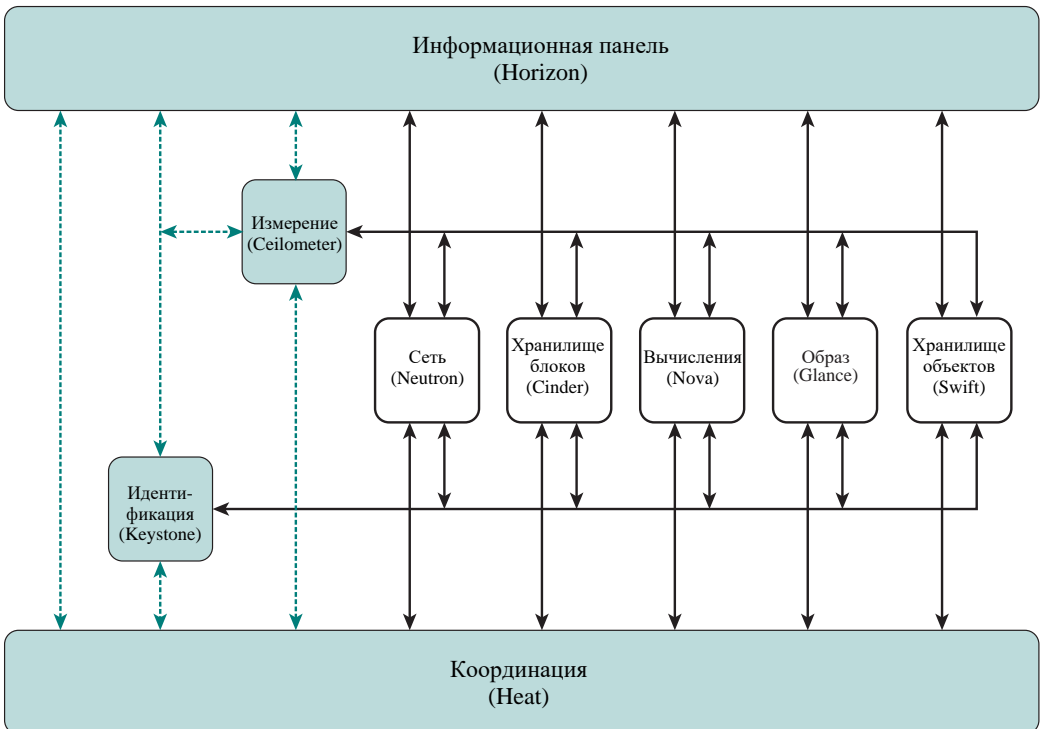 Информационная панель
(Horizon)
Измерение
(Ceilometer)
Сеть
(Neutron)
Хранилище
блоков
(Cinder)
Вычисления
(Nova)
Образ
(Glance)
Хранилище
объектов
(Swift)
Иденти-
фикация
(Keystone)
Координация
(Heat)